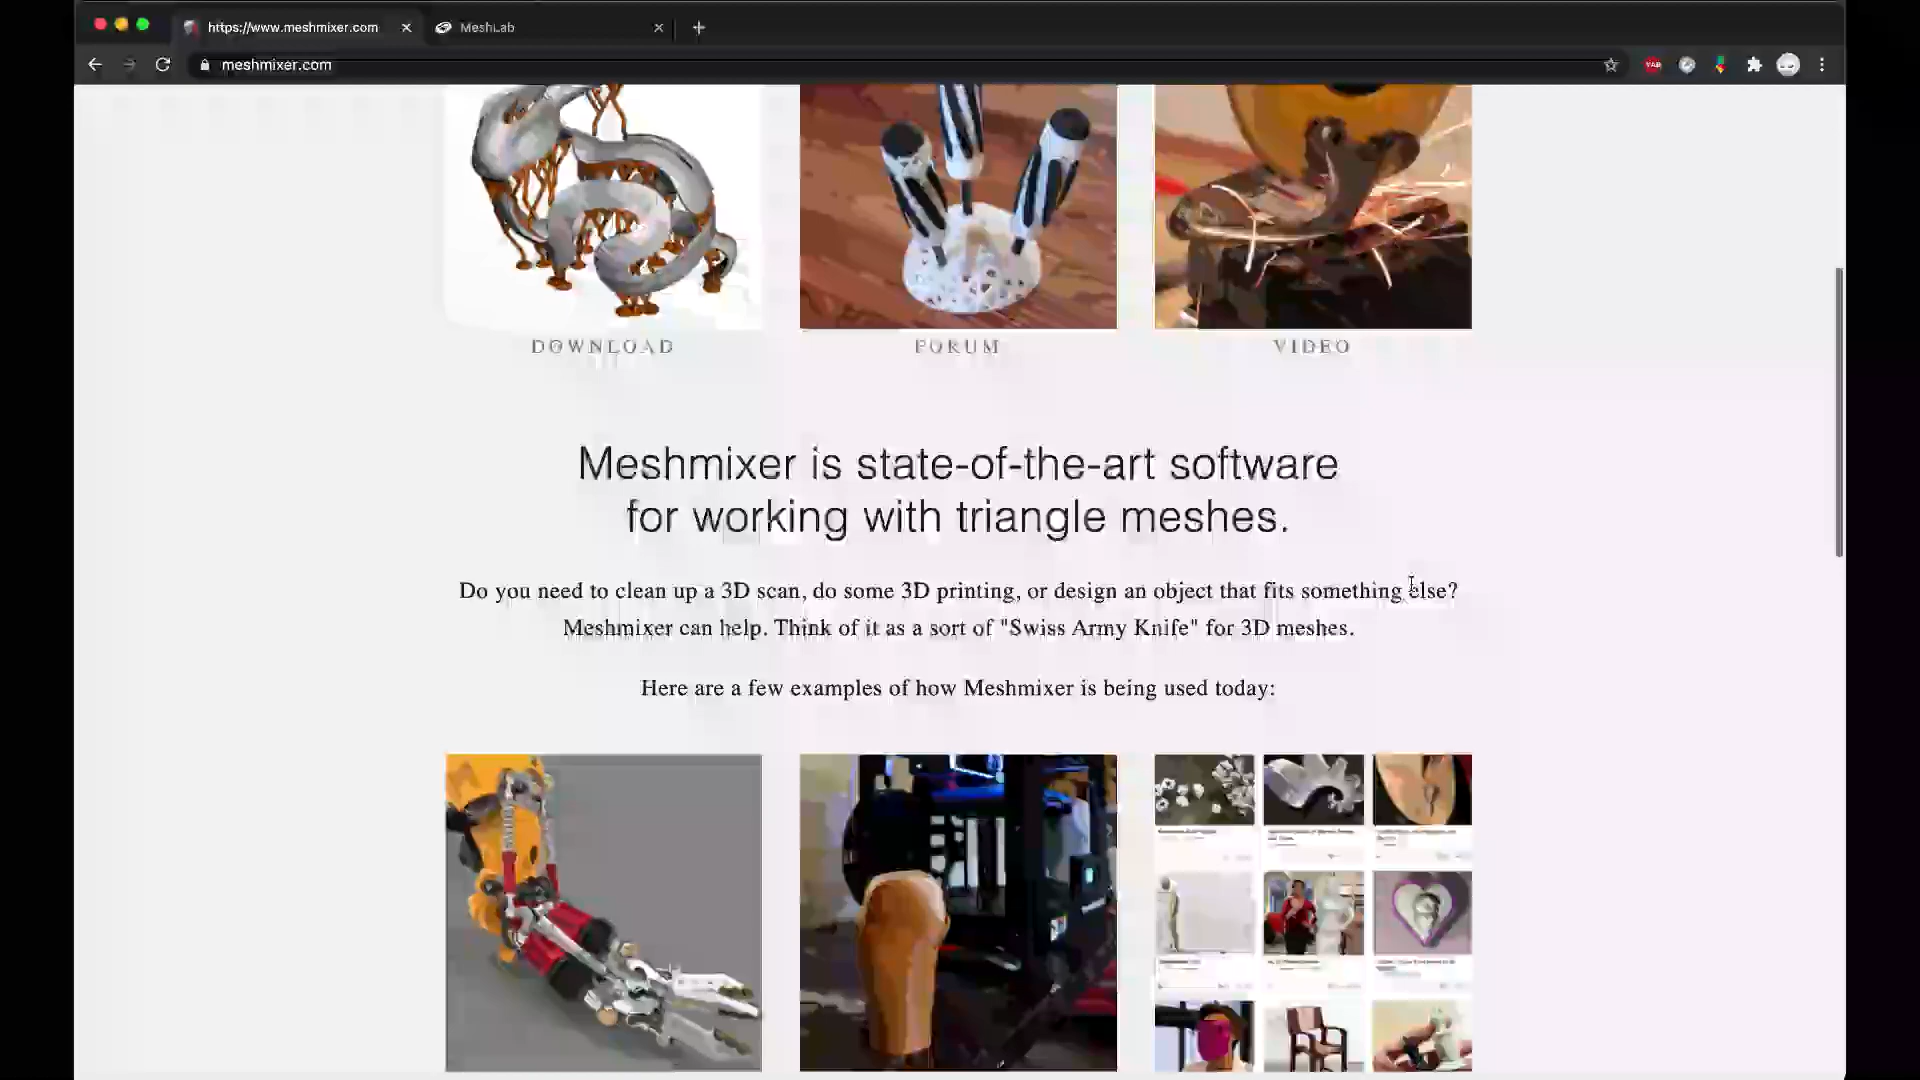 https://www.meshmixer.com
MeshLab
meshmixer.com
YAB
DOWNLOAD
FORUM
VIDEO
Meshmixer is state-of-the-art software
for working with triangle meshes.
Do you need to clean up a 3D scan, do some 3D printing, or design an object that fits something else?
Meshmixer can help. Think of it as a sort of "Swiss Army Knife" for 3D meshes.
Here are a few examples of how Meshmixer is being used today: